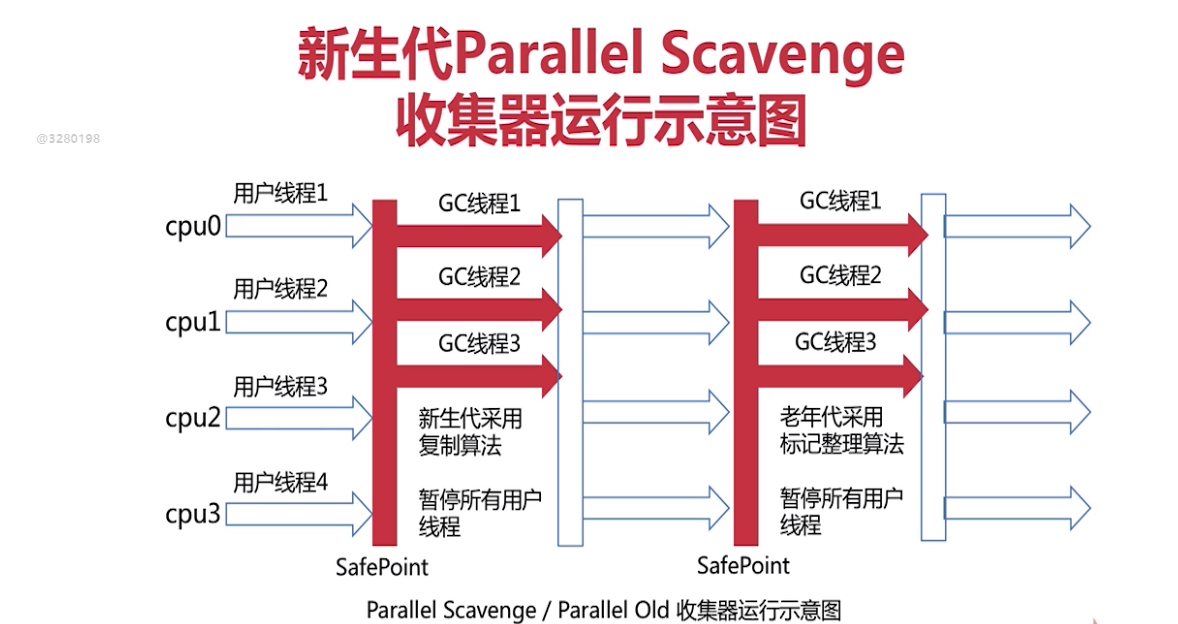 新生代Parallel Scavenge
收集器运行示意图
@3280198
用户线程1
GC线程1
GC线程1
cpu0
用户线程2
GC线程2
GC线程2
cpu1
GC线程3
GC线程3
用户线程3
cpu2
新生代采用
复制算法
老年代采用
标记整理算法
用户线程4
cpu3
暂停所有用户
线程
暂停所有用户
线程
SafePoint
SafePoint
Parallel Scavenge / Parallel Old 收集器运行示意图